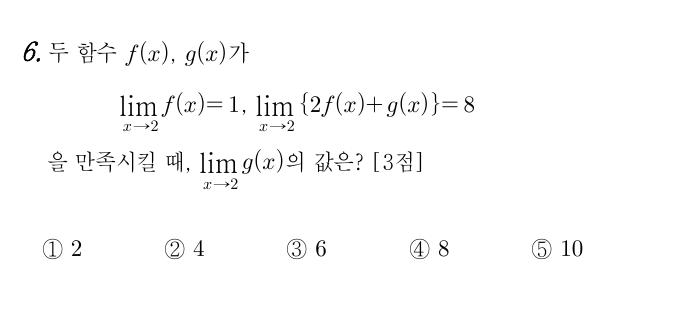 6. 두 함수 f(x), g(x)가
lim f(x)=1, lim {2f(x)+g(x)}=8
x→2 x→2
을 만족시킬 때, lim g(x)의 값은? [3점]
x→2
① 2 ② 4 ③ 6 ④ 8 ⑤ 10